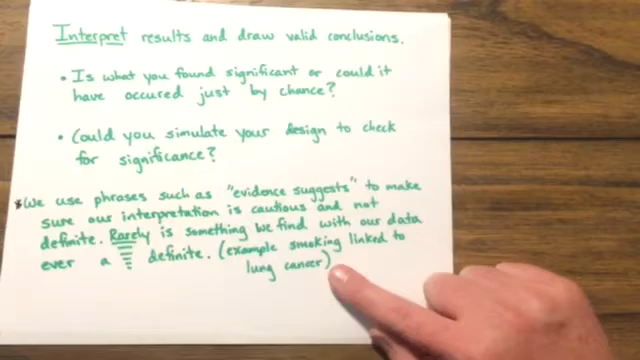 Interpret results and draw valid conclusions.
• Is what you found significant or could it
have occured just by chance?
• Could you simulate your design to check
for significance?
*We use phrases such as "evidence suggests" to make
sure our interpretation is cautious and not
definite. Rarely is something we find with our data
ever a definite. (example smoking linked to
lung cancer)